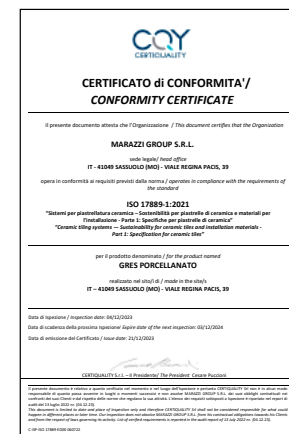 CQY
CERTIQUALITY
CERTIFICATO di CONFORMITA'/
CONFORMITY CERTIFICATE
Il presente documento attesta che l'Organizzazione / This document certifies that the Organization
MARAZZI GROUP S.R.L.
sede legale/ head office
IT - 41049 SASSUOLO (MO) - VIALE REGINA PACIS, 39
opera in conformità ai requisiti previsti dalla norma / operates in compliance with the requirements of
the standard
ISO 17889-1:2021
"Sistemi per piastrellatura ceramica – Sostenibilità per piastrelle di ceramica e materiali per
l'installazione - Parte 1: Specifiche per piastrelle di ceramica"
"Ceramic tiling systems — Sustainability for ceramic tiles and installation materials -
Part 1: Specification for ceramic tiles"
per il prodotto denominato / for the product named
GRES PORCELLANATO
realizzato nel sito/i di / made in the site/s
IT – 41049 SASSUOLO (MO) - VIALE REGINA PACIS, 39
Data di Ispezione / Inspection date: 04/12/2023
Data di scadenza della prossima ispezione/ Expire date of the next inspection: 03/12/2024
Data di emissione del Certificato / Issue date: 21/12/2023
CERTIQUALITY S.r.l. – Il Presidente/ The President Cesare Puccioni